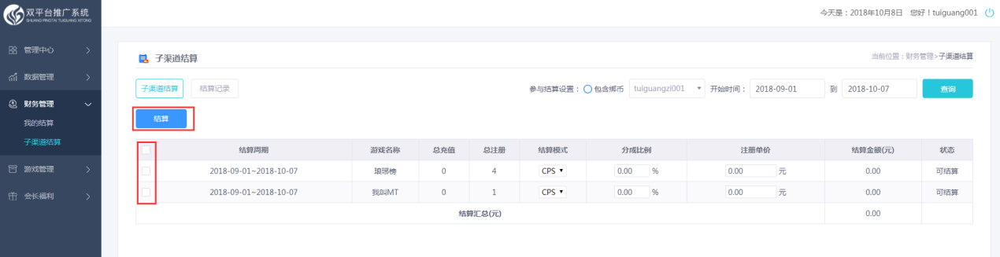 双平台推广系统
SHUANG PINGTAI TUIGUANG XITONG
今天是：2018年10月8日 您好！tuiguang001
管理中心
数据管理
财务管理
我的结算
子渠道结算
游戏管理
会长福利
子渠道结算
当前位置：财务管理>子渠道结算
子渠道结算 结算记录 参与结算设置： 包含绑币 tuiguangzi001 开始时间： 2018-09-01 到 2018-10-07 查询
结算
结算周期 游戏名称 总充值 总注册 结算模式 分成比例 注册单价 结算金额(元) 状态
2018-09-01~2018-10-07 琅琊榜 0 4 CPS 0.00 % 0.00 元 0.00 可结算
2018-09-01~2018-10-07 我叫MT 0 1 CPS 0.00 % 0.00 元 0.00 可结算
结算汇总(元) 0.00